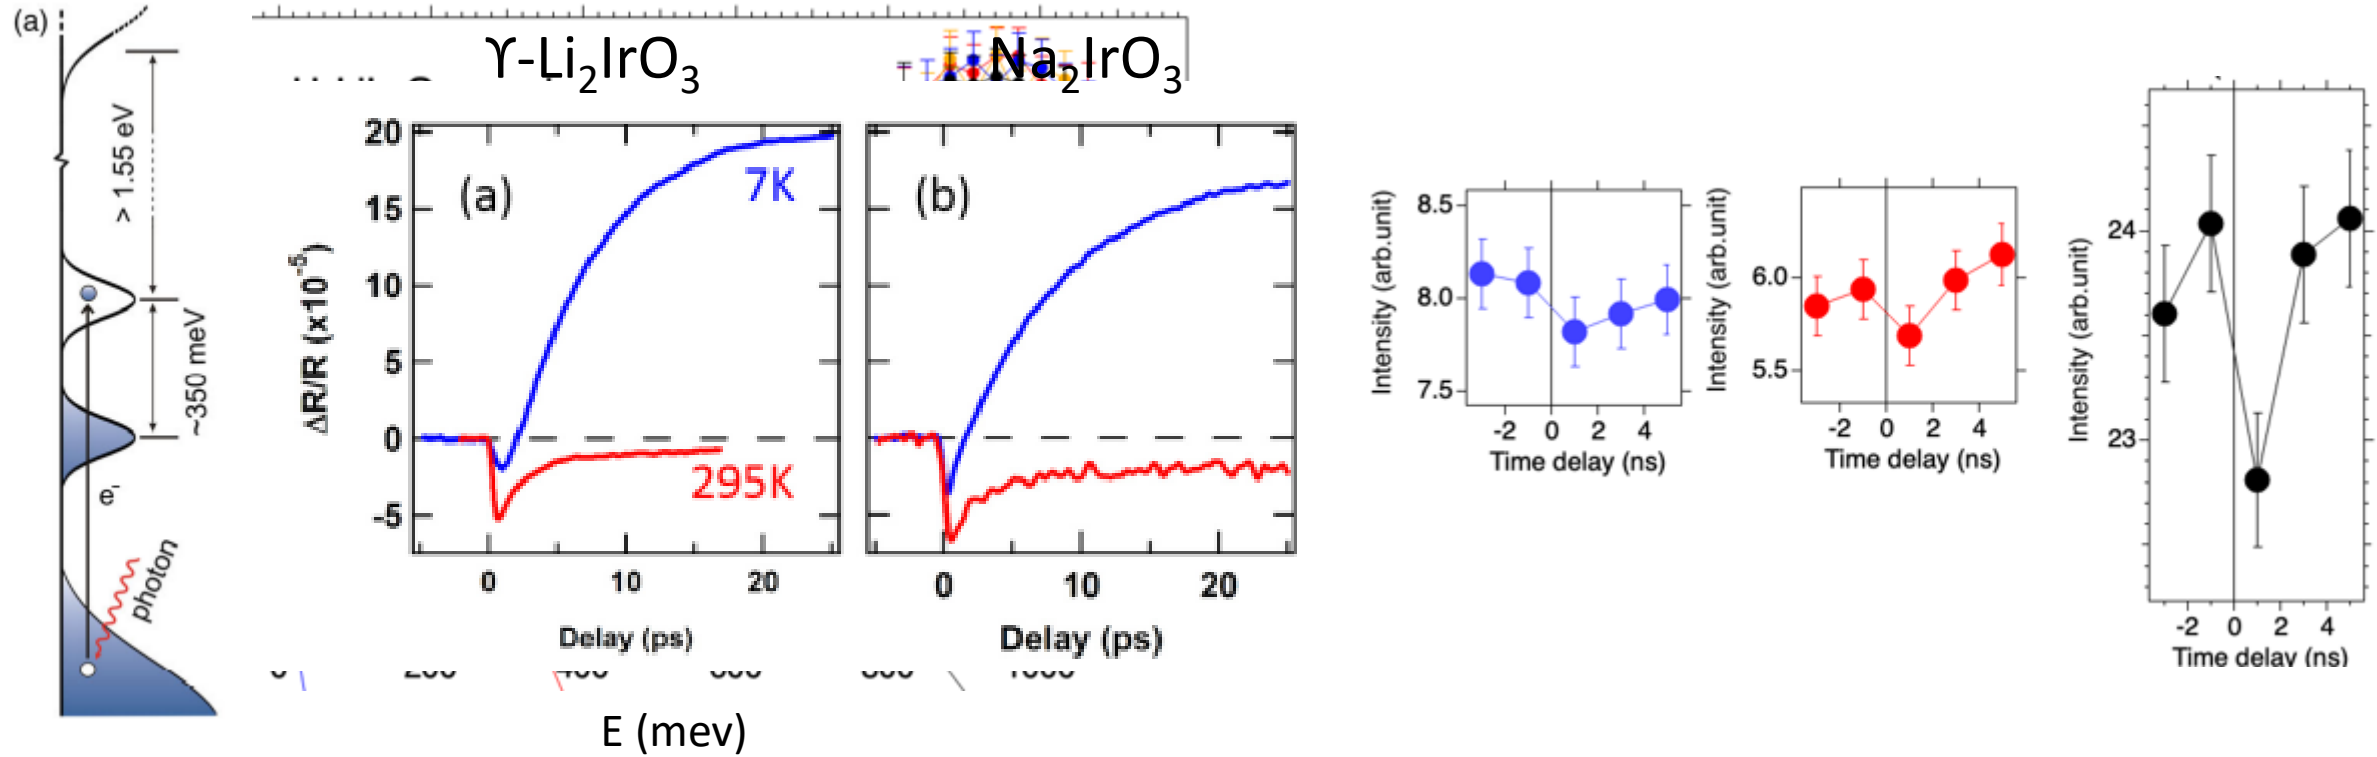 (a)
> 1.55 eV
~350 meV
e-
photon
ϒ-Li2IrO3
Na2IrO3
20
15
10
5
0
-5
ΔR/R (x10-5)
(a)
7K
295K
0
10
20
Delay (ps)
(b)
0
10
20
Delay (ps)
E (mev)
8.5
8.0
7.5
Intensity (arb.unit)
-2 0 2 4
Time delay (ns)
6.0
5.5
Intensity (arb.unit)
-2 0 2 4
Time delay (ns)
24
23
Intensity (arb.unit)
-2 0 2 4
Time delay (ns)